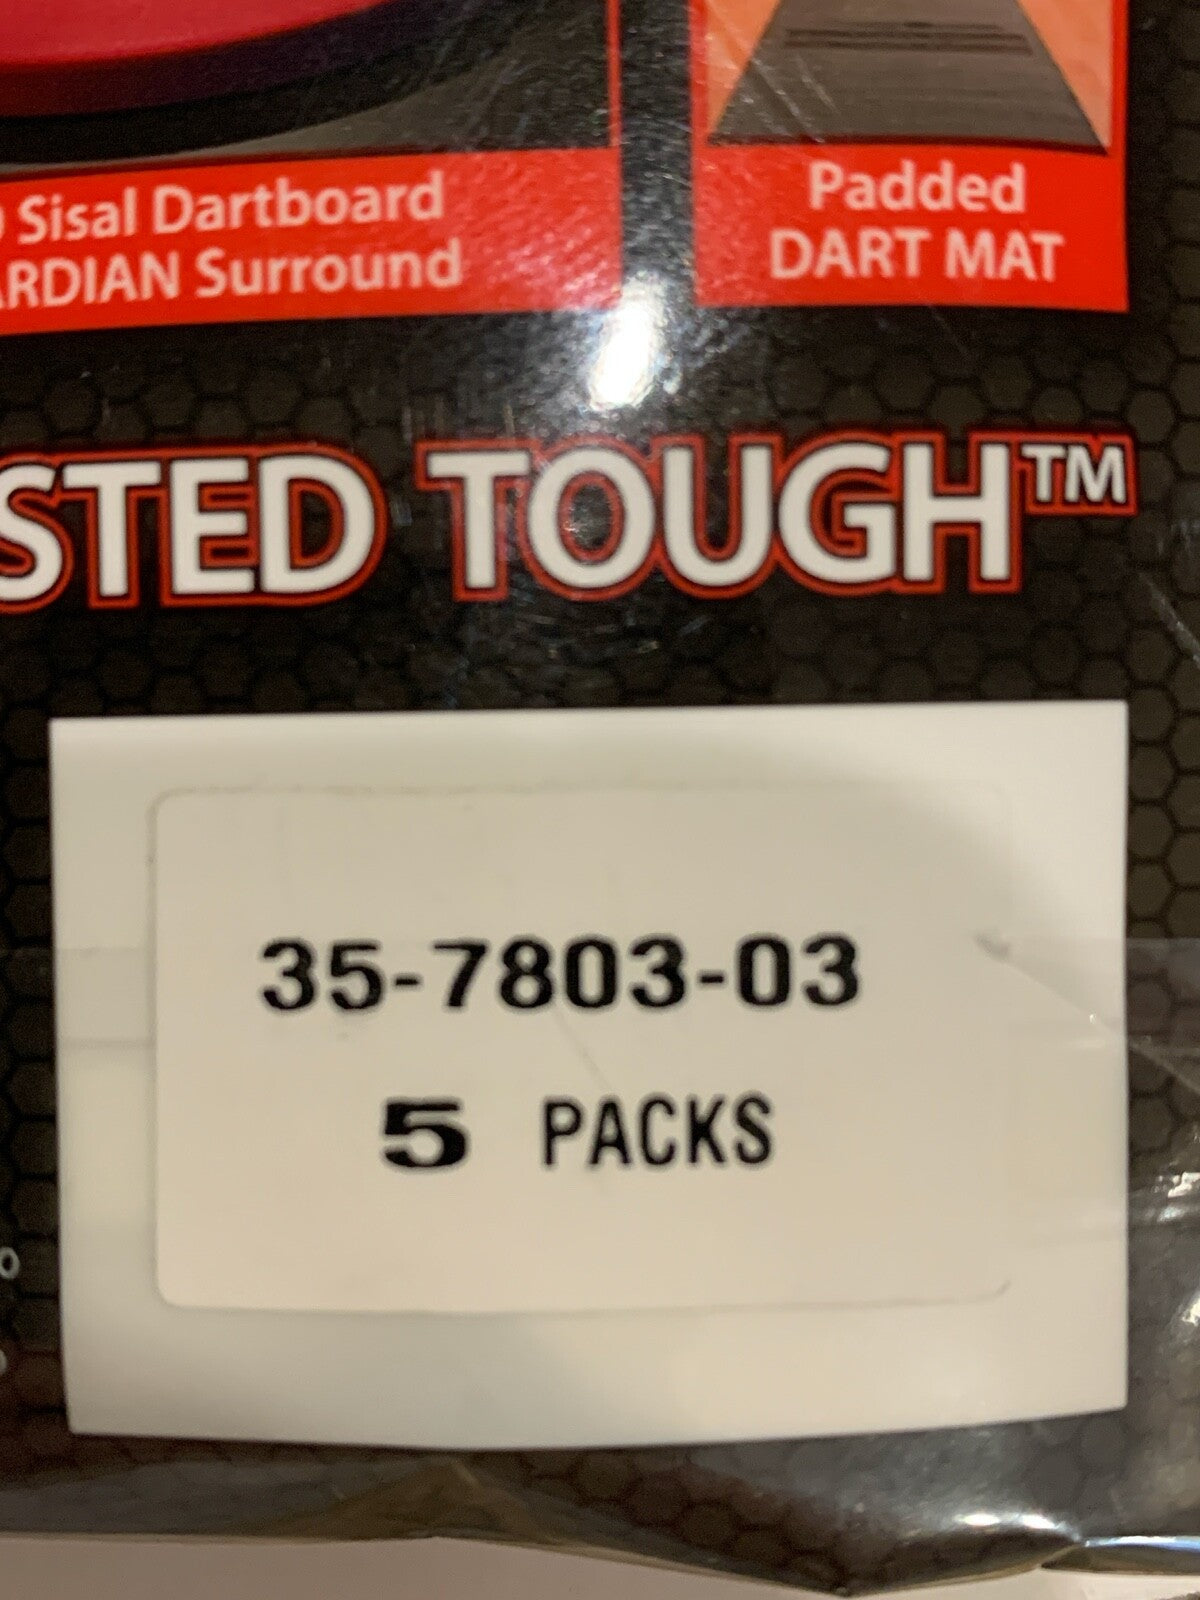 Sisal Dartboard
ARDIAN Surround
Padded
DART MAT
STED TOUGH™
35-7803-03
5 PACKS